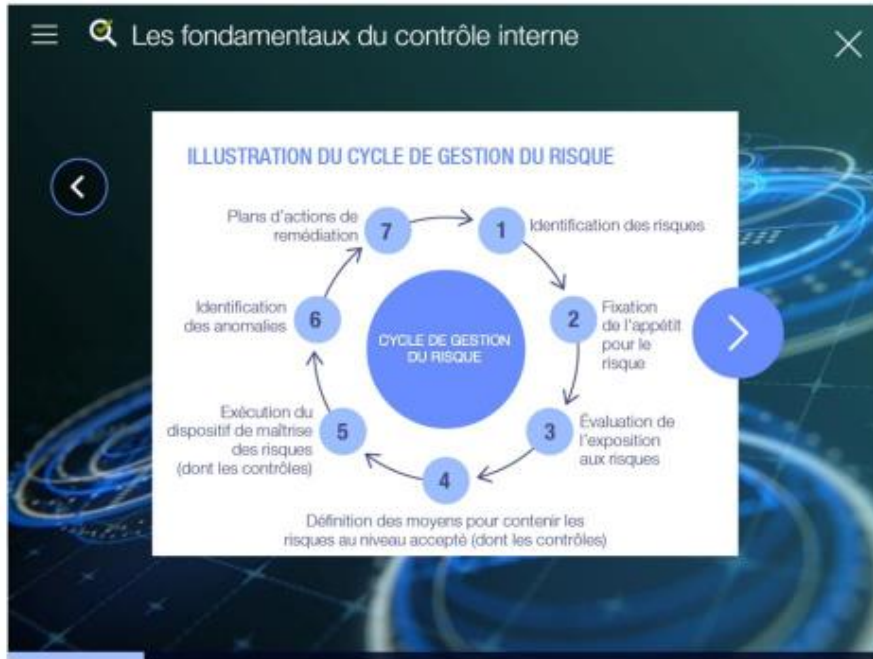 Les fondamentaux du contrôle interne
ILLUSTRATION DU CYCLE DE GESTION DU RISQUE
1
Identification des risques
2
Fixation
de l'appétit
pour le
risque
3
Évaluation de
l'exposition
aux risques
4
Définition des moyens pour contenir les
risques au niveau accepté (dont les contrôles)
5
Exécution du
dispositif de maîtrise
des risques
(dont les contrôles)
6
Identification
des anomalies
7
Plans d'actions de
remédiation
CYCLE DE GESTION
DU RISQUE